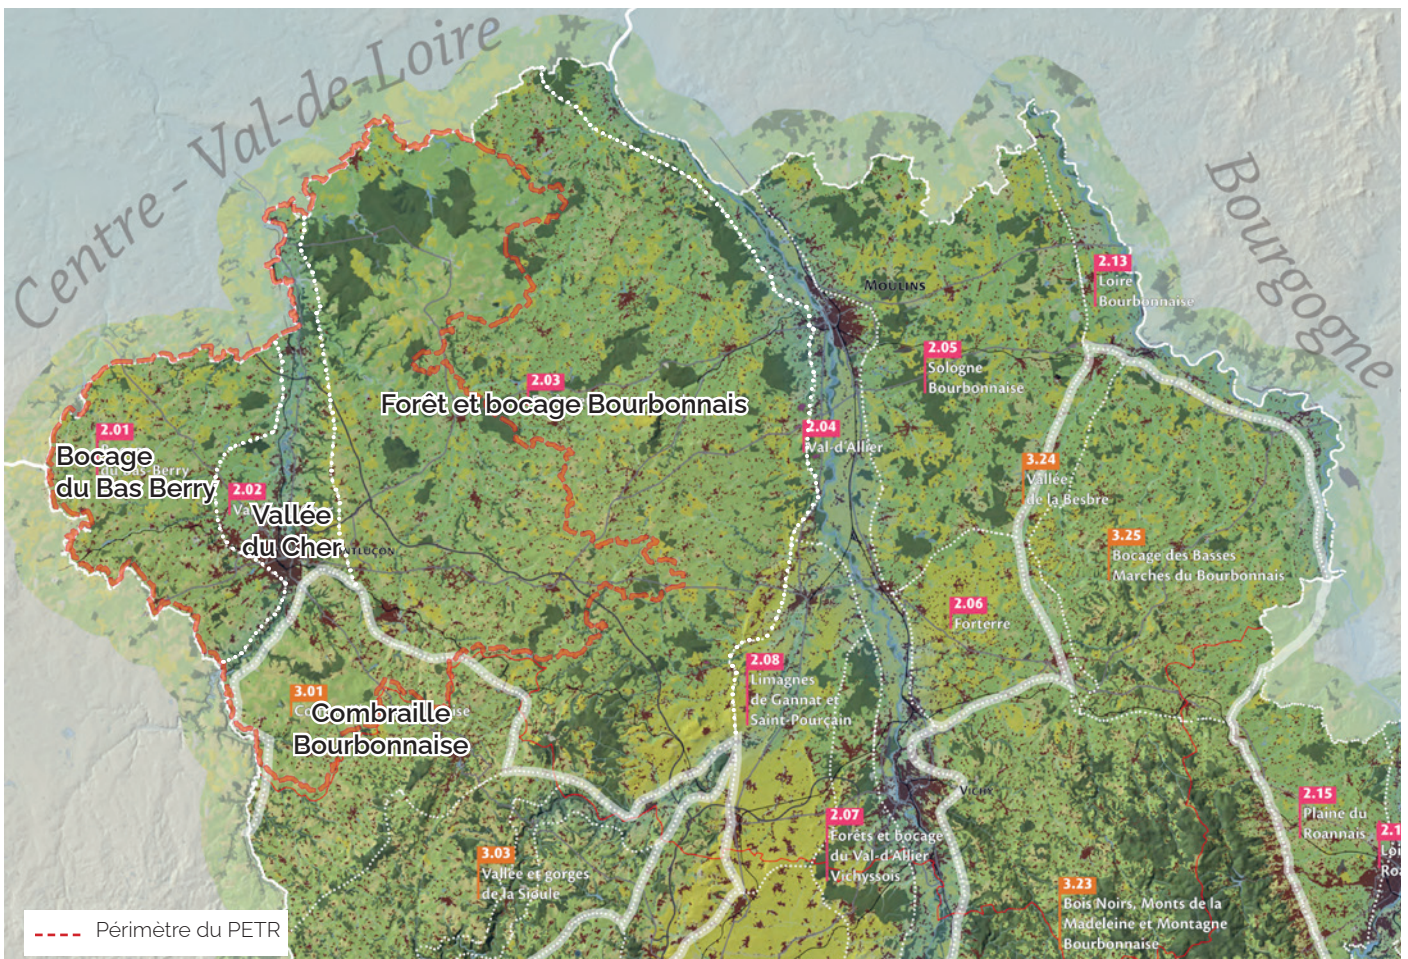 Centre - Val-de-Loire
Bourgogne
2.13
Loire
Bourbonnaise
MOULINS
2.05
Sologne
Bourbonnaise
2.03
Forêt et bocage Bourbonnais
2.01
Bocage
du Bas Berry
du Bas-Berry
2.04
Val-d'Allier
3.24
Vallée
de la Besbre
2.02
Vallée
du Cher
3.25
Bocage des Basses
Marches du Bourbonnais
2.06
Forterre
2.08
Limagnes
de Gannat et
Saint-Pourçain
3.01
Combraille
Bourbonnaise
VICHY
2.15
Plaine du
Roannais
2.07
Forêts et bocage
du Val-d'Allier
Vichyssois
3.03
Vallée et gorges
de la Sioule
3.23
Bois Noirs, Monts de la
Madeleine et Montagne
Bourbonnaise
Périmètre du PETR